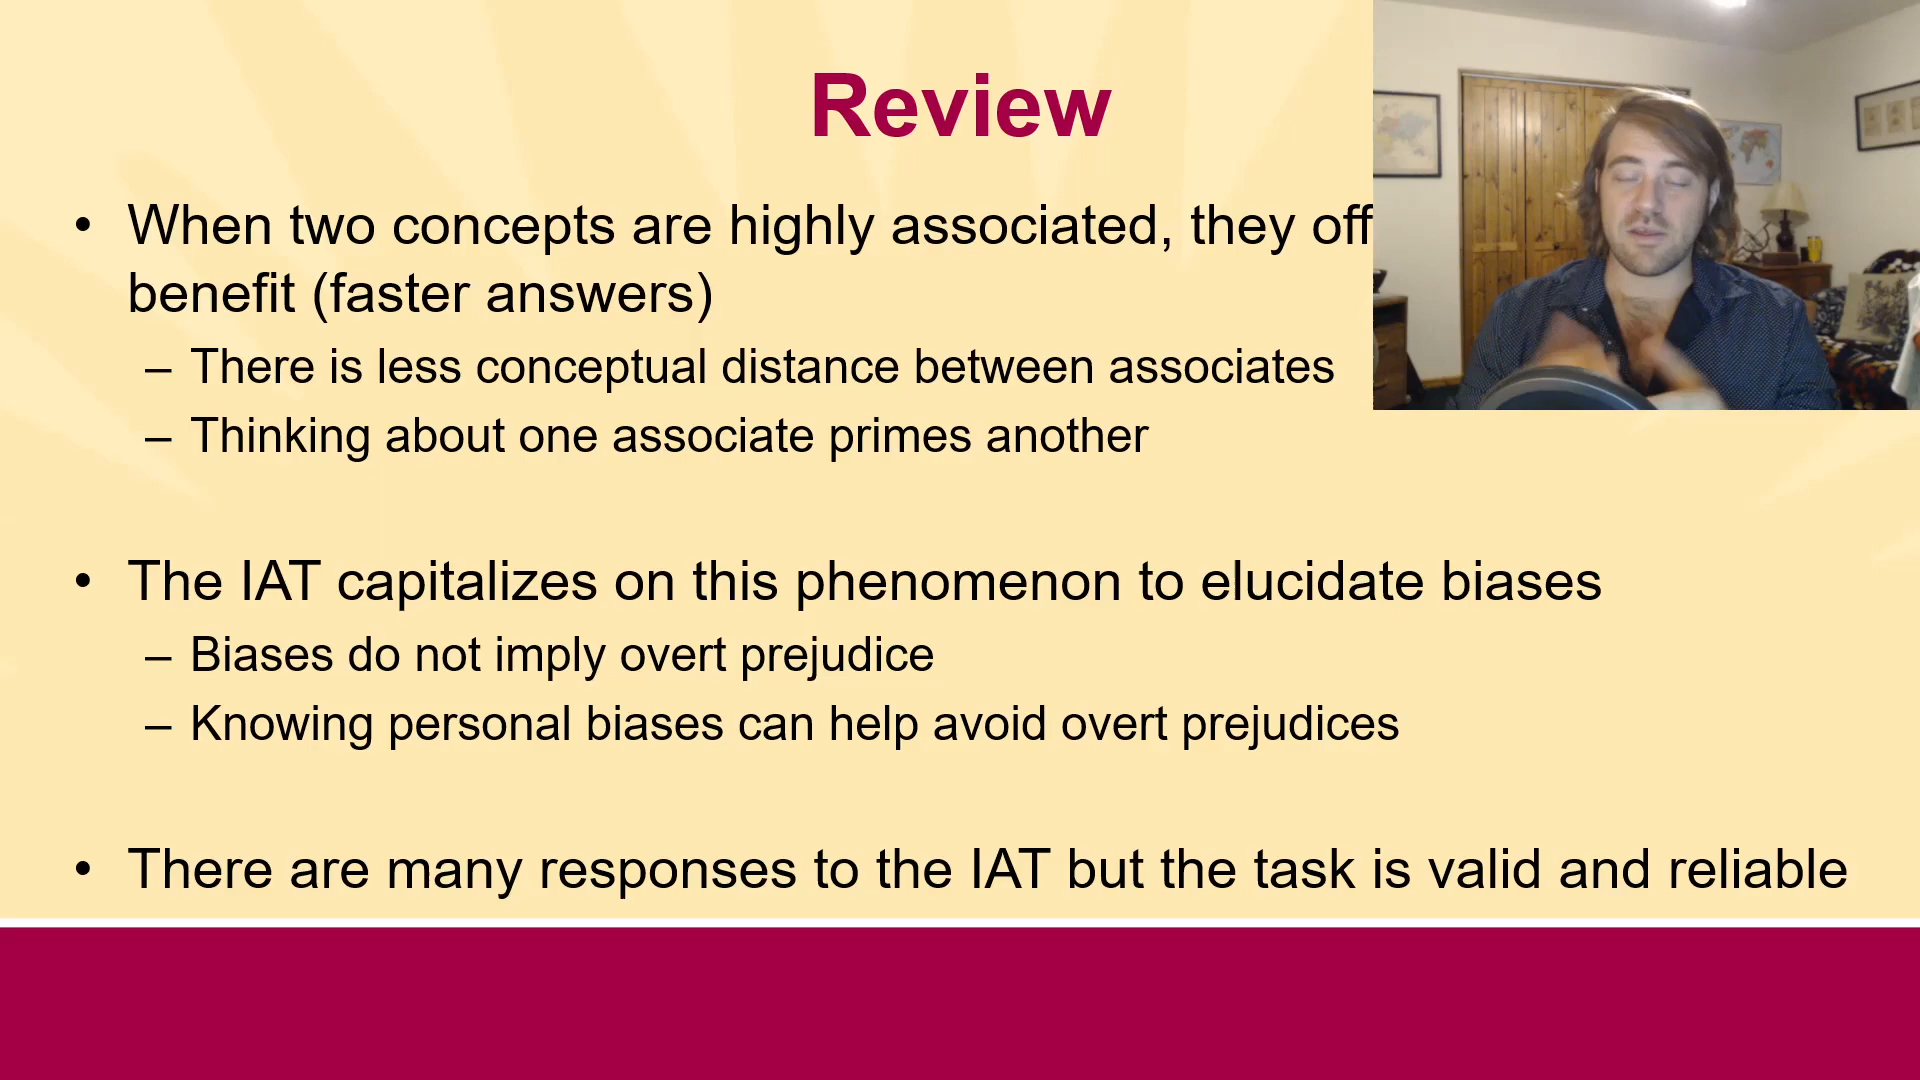 Review
• When two concepts are highly associated, they
benefit (faster answers)
– There is less conceptual distance between associates
– Thinking about one associate primes another
• The IAT capitalizes on this phenomenon to elucidate biases
– Biases do not imply overt prejudice
– Knowing personal biases can help avoid overt prejudices
• There are many responses to the IAT but the task is valid and reliable